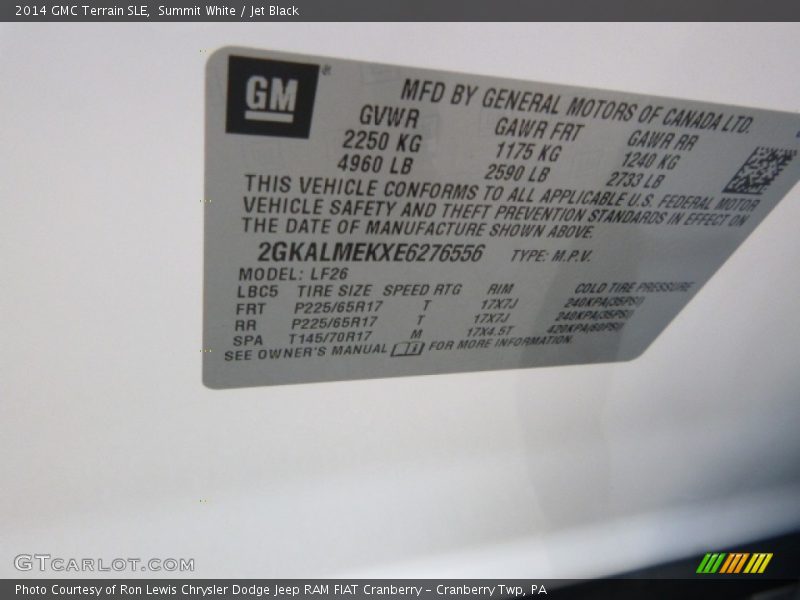 2014 GMC Terrain SLE, Summit White / Jet Black
GM ®
MFD BY GENERAL MOTORS OF CANADA LTD.
GVWR GAWR FRT GAWR RR
2250 KG 1175 KG 1240 KG
4960 LB 2590 LB 2733 LB
THIS VEHICLE CONFORMS TO ALL APPLICABLE U.S. FEDERAL MOTOR
VEHICLE SAFETY AND THEFT PREVENTION STANDARDS IN EFFECT ON
THE DATE OF MANUFACTURE SHOWN ABOVE.
2GKALMEKXE6276556 TYPE: M.P.V.
MODEL: LF26
LBC5 TIRE SIZE SPEED RTG RIM COLD TIRE PRESSURE
FRT P225/65R17 T 17X7J 240KPA(35PSI)
RR P225/65R17 T 17X7J 240KPA(35PSI)
SPA T145/70R17 M 17X4.5T 420KPA(60PSI)
SEE OWNER'S MANUAL FOR MORE INFORMATION.
GTCARLOT.COM
Photo Courtesy of Ron Lewis Chrysler Dodge Jeep RAM FIAT Cranberry - Cranberry Twp, PA